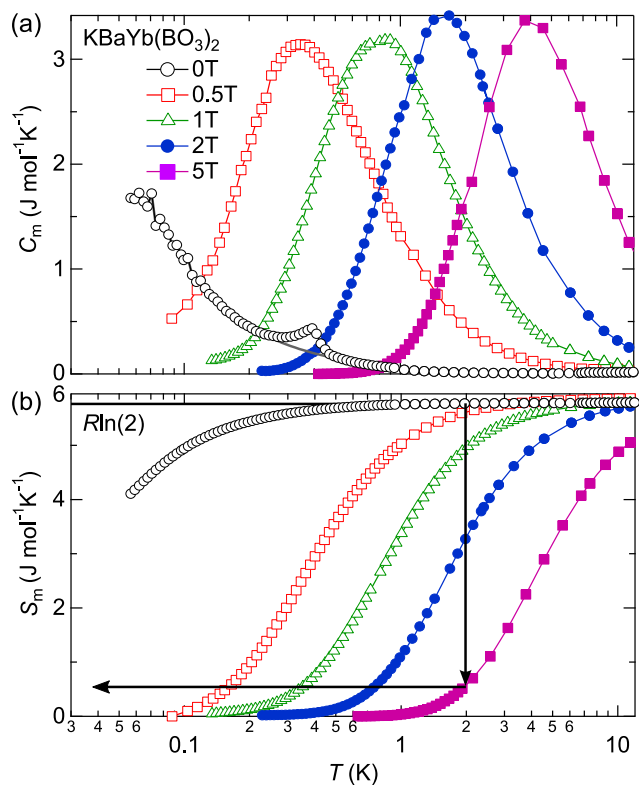 (a)
KBaYb(BO₃)₂
0T
0.5T
1T
2T
5T
3
2
1
0
Cₘ (J mol⁻¹K⁻¹)
(b)
Rln(2)
6
4
2
0
Sₘ (J mol⁻¹K⁻¹)
3 4 5 6 2 3 4 5 6 2 3 4 5 6
0.1 1 10
T (K)